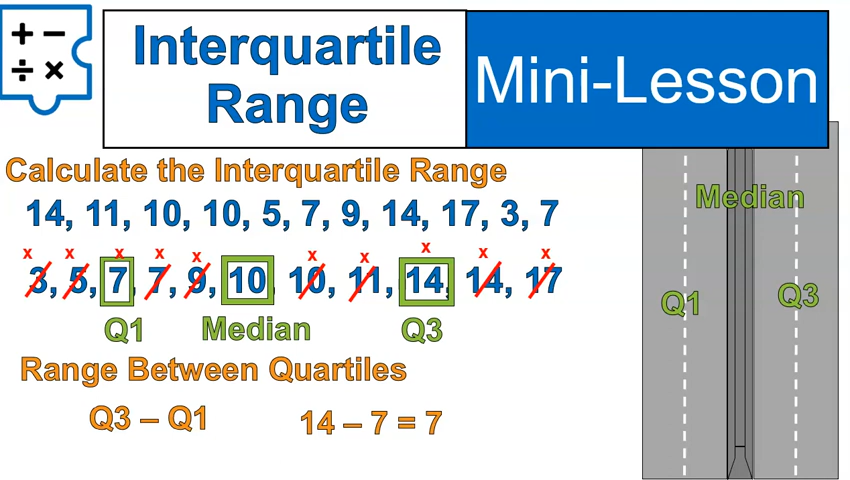 + −
÷ ×
Interquartile
Range
Mini-Lesson
Calculate the Interquartile Range
14, 11, 10, 10, 5, 7, 9, 14, 17, 3, 7
x x x x x x x x x x
3, 5, 7, 7, 9, 10, 10, 11, 14, 14, 17
Q1 Median Q3
Range Between Quartiles
Q3 – Q1 14 – 7 = 7
Median
Q1 Q3